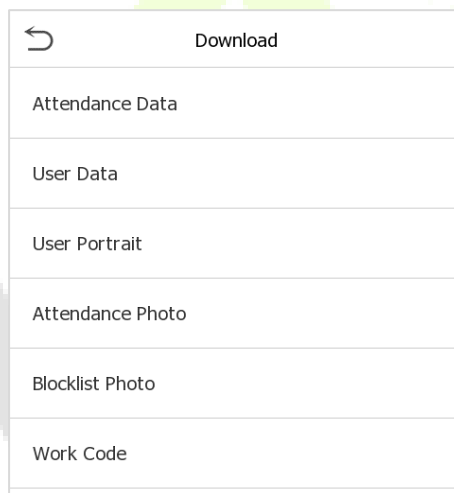 Download
Attendance Data
User Data
User Portrait
Attendance Photo
Blocklist Photo
Work Code